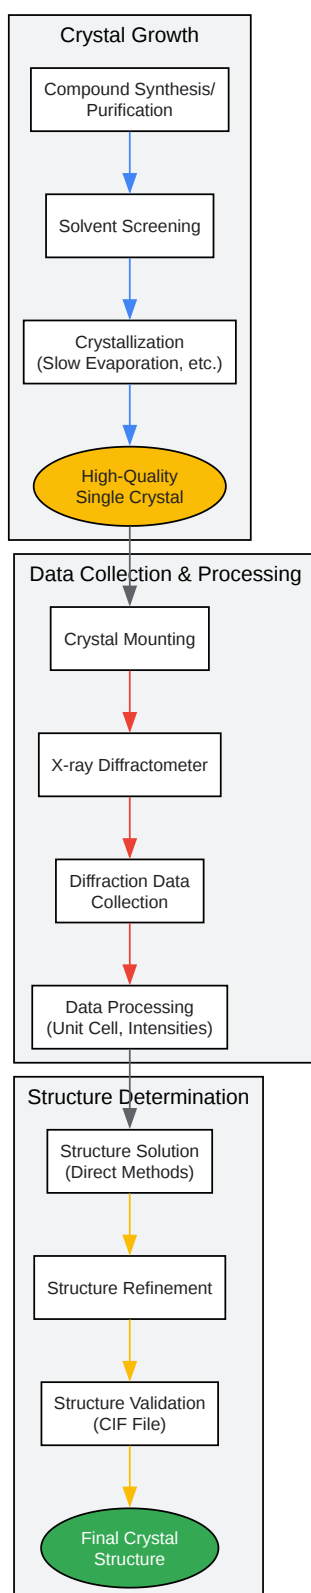 Crystal Growth
Compound Synthesis/
Purification
Solvent Screening
Crystallization
(Slow Evaporation, etc.)
High-Quality
Single Crystal
Data Collection & Processing
Crystal Mounting
X-ray Diffractometer
Diffraction Data
Collection
Data Processing
(Unit Cell, Intensities)
Structure Determination
Structure Solution
(Direct Methods)
Structure Refinement
Structure Validation
(CIF File)
Final Crystal
Structure